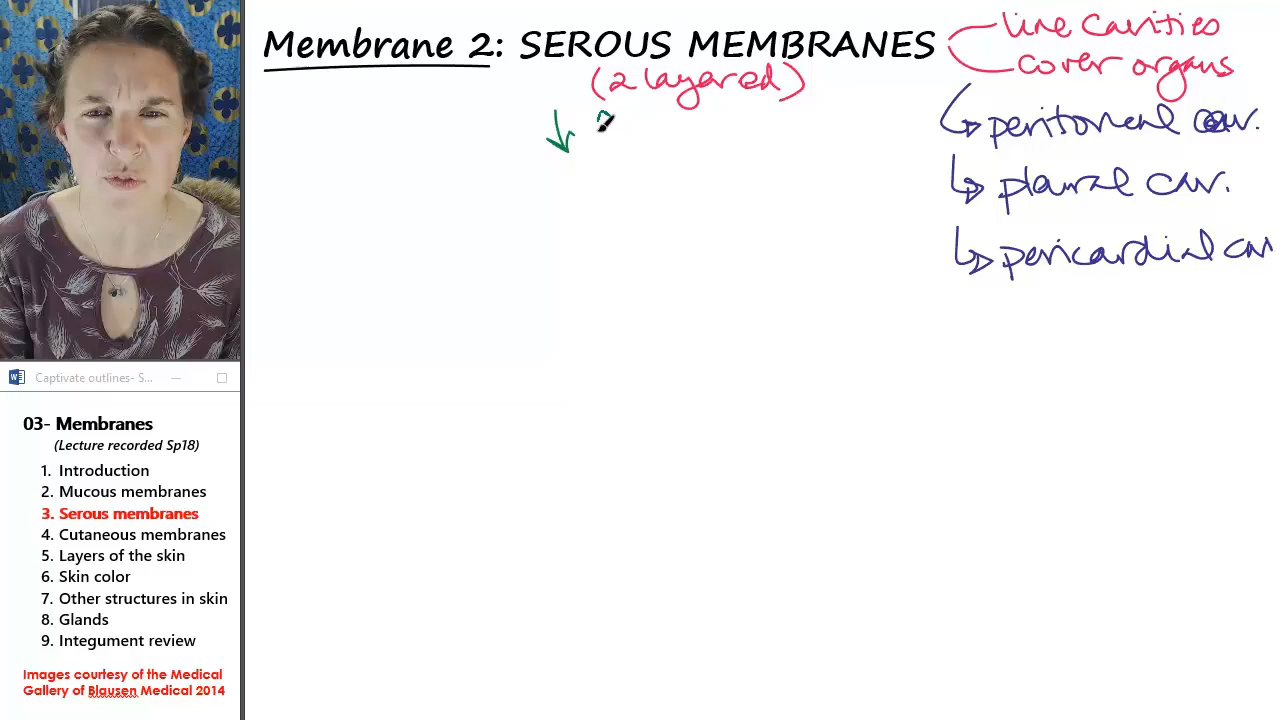 Membrane 2: SEROUS MEMBRANES
(2 layered)
line cavities
cover organs
peritoneal cav.
plaural cav.
pericardial cav
Captivate outlines- S...
03- Membranes
(Lecture recorded Sp18)
1. Introduction
2. Mucous membranes
3. Serous membranes
4. Cutaneous membranes
5. Layers of the skin
6. Skin color
7. Other structures in skin
8. Glands
9. Integument review
Images courtesy of the Medical
Gallery of Blausen Medical 2014